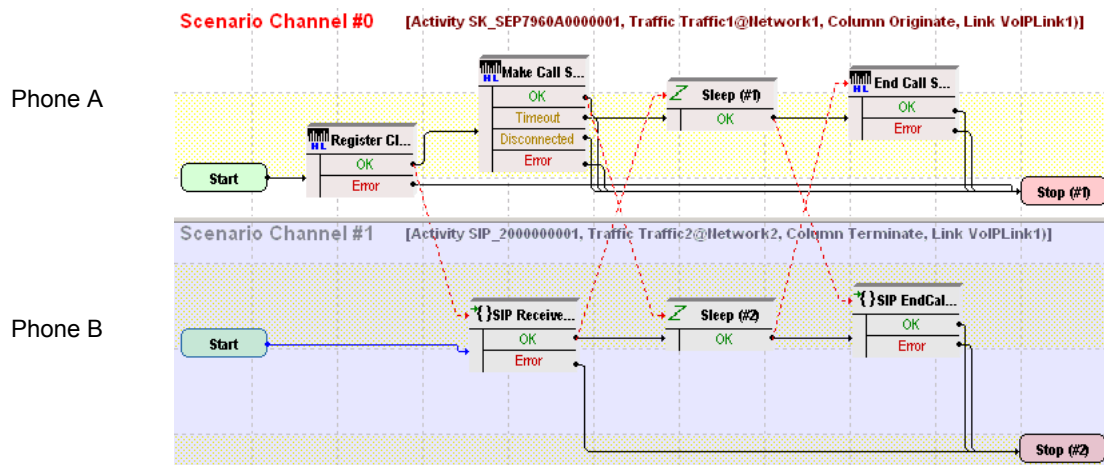 Scenario Channel #0 [Activity SK_SEP7960A0000001, Traffic Traffic1@Network1, Column Originate, Link VoIPLink1)]
Phone A
HL Make Call S...
OK
Timeout
Disconnected
Error
Z Sleep (#1)
OK
HL End Call S...
OK
Error
HL Register Cl...
OK
Error
Start
Stop (#1)
Scenario Channel #1 [Activity SIP_2000000001, Traffic Traffic2@Network2, Column Terminate, Link VoIPLink1)]
Phone B
{}SIP Receive...
OK
Error
Z Sleep (#2)
OK
{}SIP EndCal...
OK
Error
Start
Stop (#2)